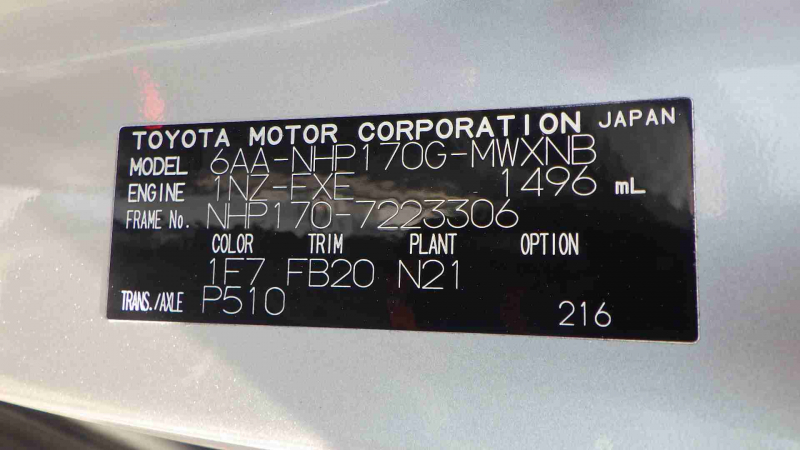 TOYOTA MOTOR CORPORATION JAPAN
MODEL 6AA-NHP170G-MWXNB
ENGINE 1NZ-FXE 1496 mL
FRAME No. NHP170-7223306
COLOR TRIM PLANT OPTION
1F7 FB20 N21
TRANS./AXLE P510
216